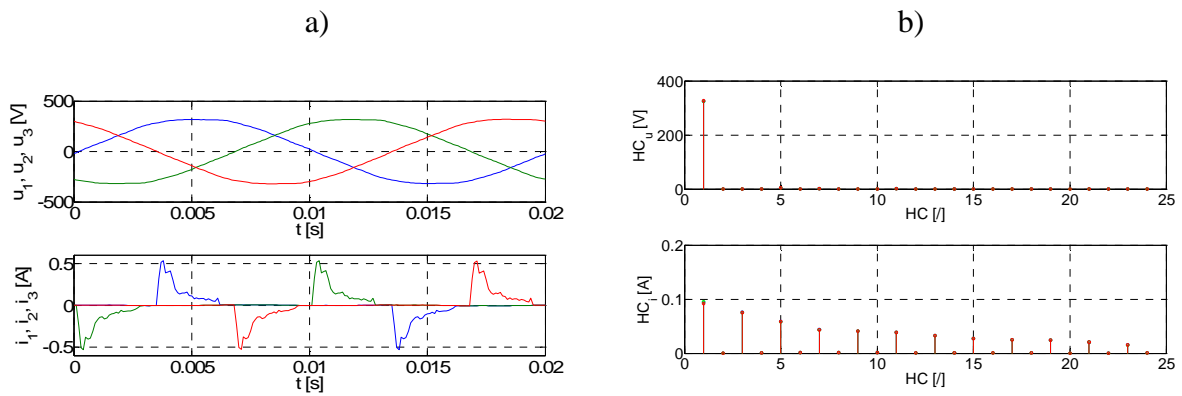 a)
b)
u1, u2, u3 [V]
500
0
-500
0 0.005 0.01 0.015 0.02
t [s]
i1, i2, i3 [A]
0.5
0
-0.5
0 0.005 0.01 0.015 0.02
t [s]
HCu [V]
400
200
0
0 5 10 15 20 25
HC [/]
HCi [A]
0.2
0.1
0
0 5 10 15 20 25
HC [/]